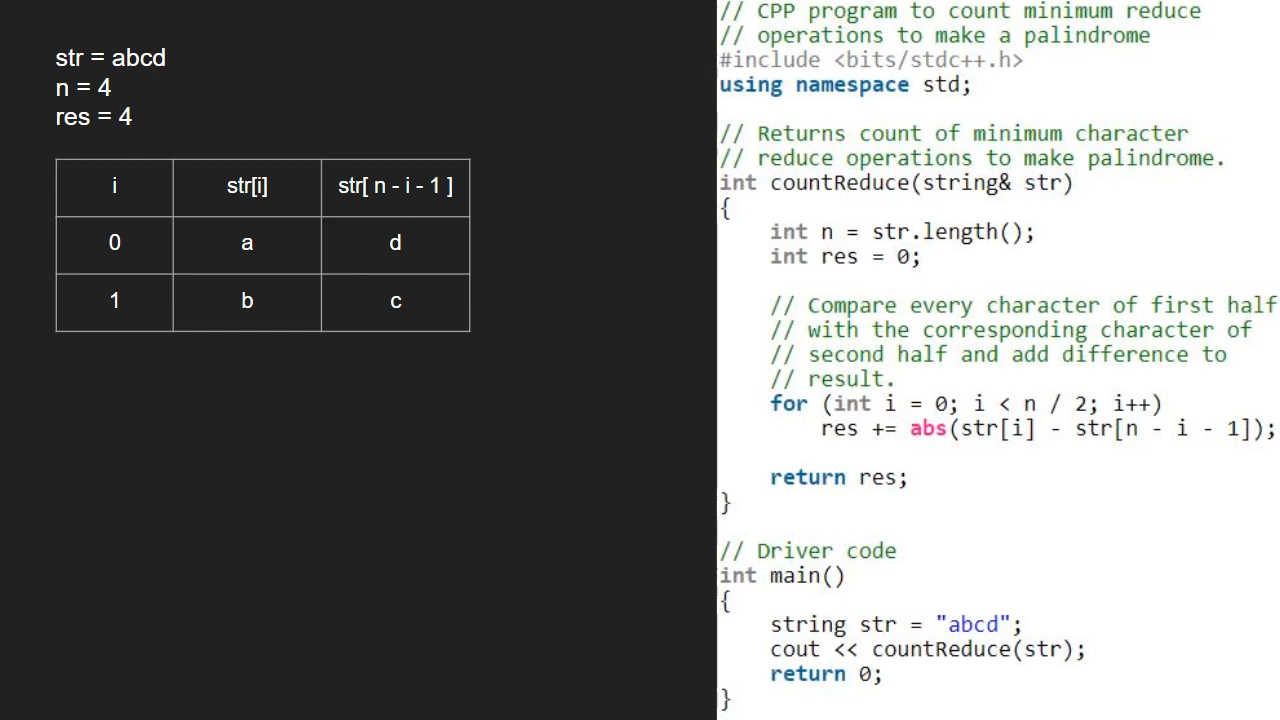 str = abcd
n = 4
res = 4
i str[i] str[ n - i - 1 ]
0 a d
1 b c
// CPP program to count minimum reduce
// operations to make a palindrome
#include <bits/stdc++.h>
using namespace std;
// Returns count of minimum character
// reduce operations to make palindrome.
int countReduce(string& str)
{
    int n = str.length();
    int res = 0;
    // Compare every character of first half
    // with the corresponding character of
    // second half and add difference to
    // result.
    for (int i = 0; i < n / 2; i++)
        res += abs(str[i] - str[n - i - 1]);
    return res;
}
// Driver code
int main()
{
    string str = "abcd";
    cout << countReduce(str);
    return 0;
}